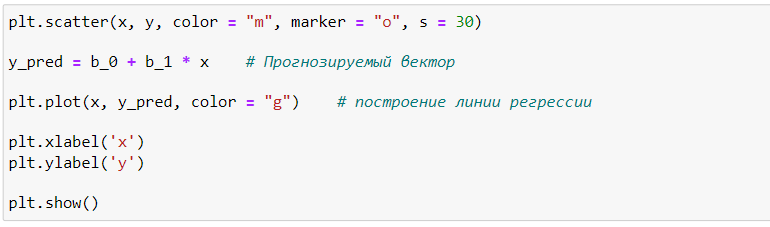 plt.scatter(x, y, color = "m", marker = "o", s = 30)
y_pred = b_0 + b_1 * x    # Прогнозируемый вектор
plt.plot(x, y_pred, color = "g")    # построение линии регрессии
plt.xlabel('x')
plt.ylabel('y')
plt.show()